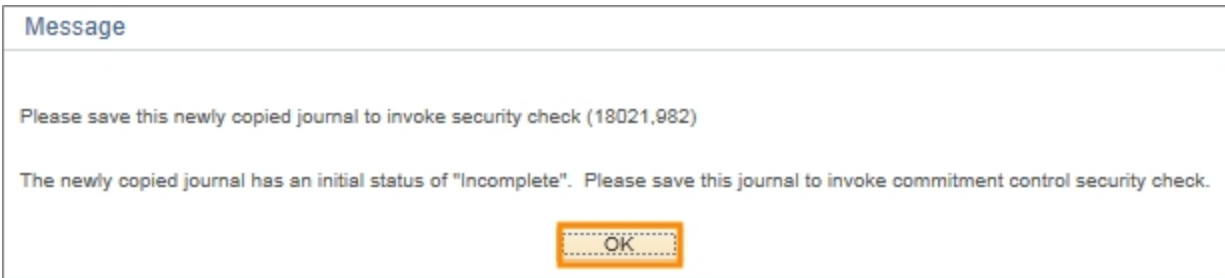 Message
Please save this newly copied journal to invoke security check (18021,982)
The newly copied journal has an initial status of "Incomplete".  Please save this journal to invoke commitment control security check.
OK